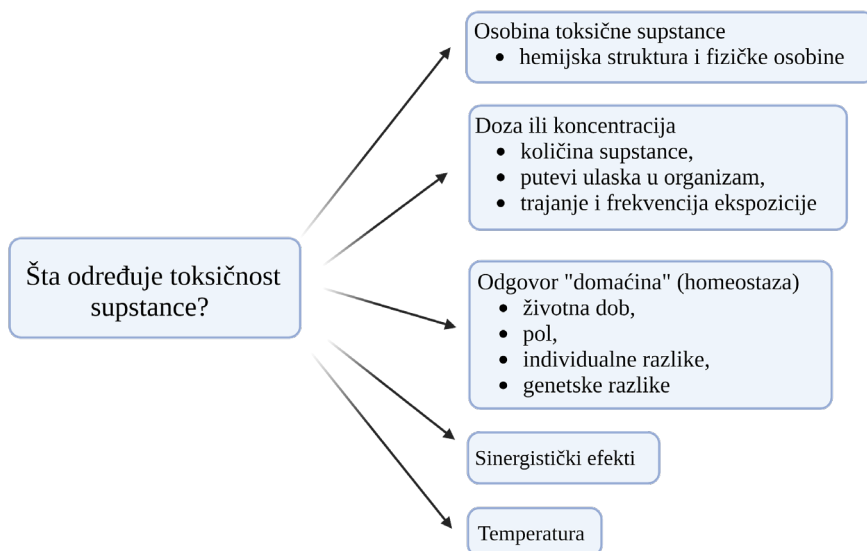 Šta određuje toksičnost
supstance?
Osobina toksične supstance
• hemijska struktura i fizičke osobine
Doza ili koncentracija
• količina supstance,
• putevi ulaska u organizam,
• trajanje i frekvencija ekspozicije
Odgovor "domaćina" (homeostaza)
• životna dob,
• pol,
• individualne razlike,
• genetske razlike
Sinergistički efekti
Temperatura